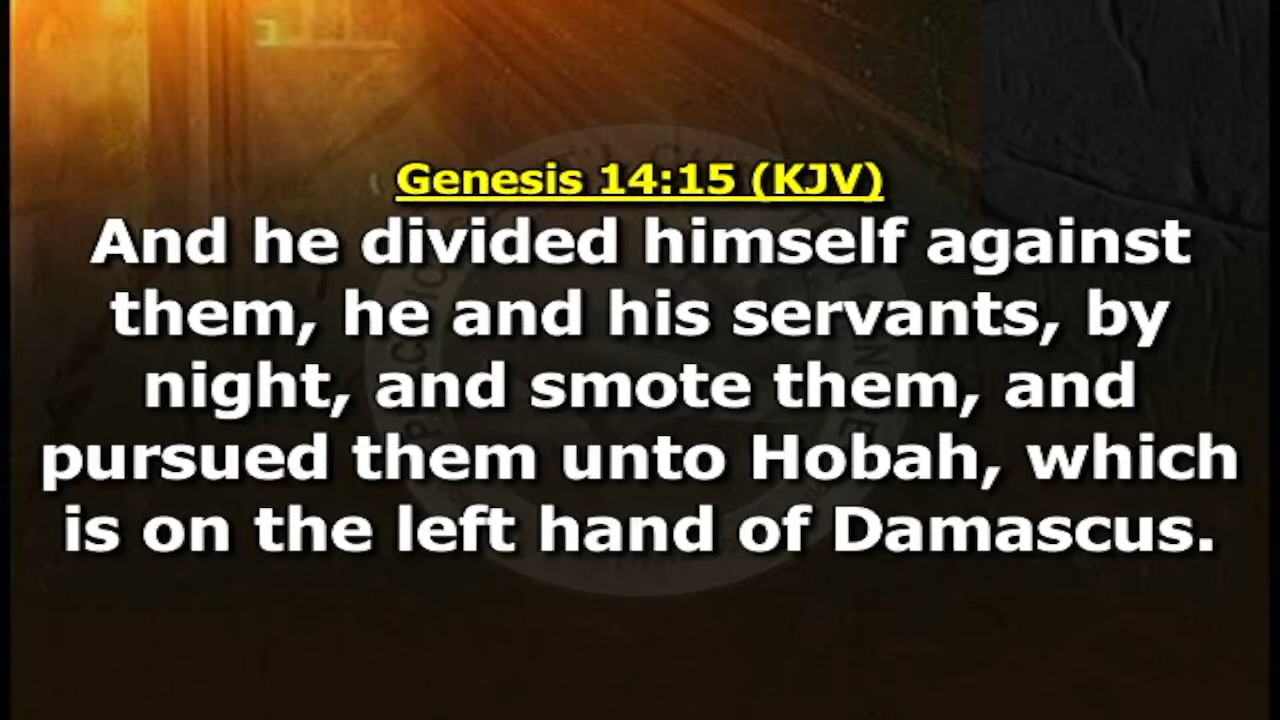 Genesis 14:15 (KJV)
And he divided himself against
them, he and his servants, by
night, and smote them, and
pursued them unto Hobah, which
is on the left hand of Damascus.